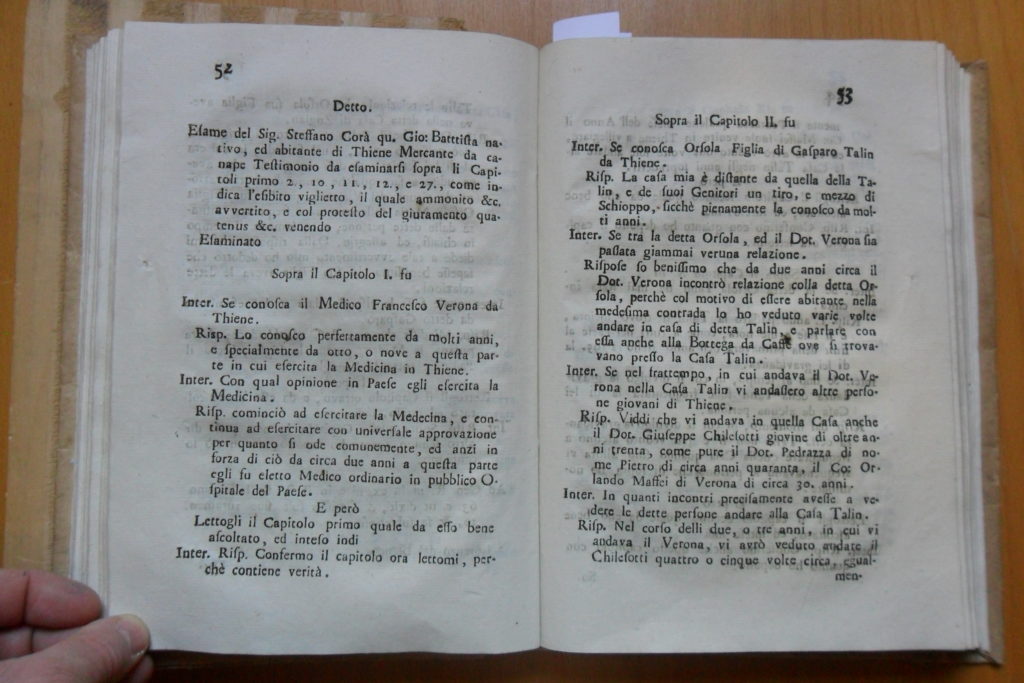 52
Detto.
Eſame del Sig. Steffano Corà qu. Gio: Battiſta na-
tivo, ed abitante di Thiene Mercante da ca-
nape Teſtimonio da eſaminarſi ſopra li Capi-
toli primo 2, 10, 11, 12, e 27., come in-
dica l'eſibito viglietto, il quale ammonito &c.
avvertito, e col proteſto del giuramento qua-
tenus &c. venendo
Eſaminato
Sopra il Capitolo I. fu
Inter. Se conoſca il Medico Franceſco Verona da
Thiene.
Riſp. Lo conoſco perfettamente da molti anni,
e ſpecialmente da otto, o nove a queſta par-
te in cui eſercita la Medicina in Thiene.
Inter. Con qual opinione in Paeſe egli eſercita la
Medicina.
Riſp. cominciò ad eſercitare la Medecina, e con-
tinua ad eſercitare con univerſale approvazione
per quanto ſi ode comunemente, ed anzi in
forza di ciò da circa due anni a queſta parte
egli fu eletto Medico ordinario in pubblico O-
ſpitale del Paeſe.
E però
Lettogli il Capitolo primo quale da eſſo bene
aſcoltato, ed inteſo indi
Inter. Riſp. Confermo il capitolo ora lettomi, per-
chè contiene verità.
53
Sopra il Capitolo II. fu
Inter. Se conoſca Orſola Figlia di Gaſparo Talin
da Thiene.
Riſp. La caſa mia è diſtante da quella della Ta-
lin, e de ſuoi Genitori un tiro, e mezzo di
Schioppo, ſicchè pienamente la conoſco da mol-
ti anni.
Inter. Se tra la detta Orſola, ed il Dot. Verona ſia
paſſata giammai veruna relazione.
Riſpoſe ſo beniſſimo che da due anni circa il
Dot. Verona incontrò relazione colla detta Or-
ſola, perchè col motivo di eſſere abitante nella
medeſima contrada lo ho veduto varie volte
andare in caſa di detta Talin, e parlare con
eſſa anche alla Bottega da Caffè ove ſi trova-
vano preſſo la Caſa Talin.
Inter. Se nel frattempo, in cui andava il Dot. Ve-
rona nella Caſa Talin vi andaſſero altre perſo-
ne giovani di Thiene.
Riſp. Viddi che vi andava in quella Caſa anche
il Dot. Giuſeppe Chileſotti giovine di oltre an-
ni trenta, come pure il Dot. Pedrazza di no-
me Pietro di circa anni quaranta, il Co: Or-
lando Maffei di Verona di circa 30. anni.
Inter. In quanti incontri preciſamente aveſſe a ve-
dere le dette perſone andare alla Caſa Talin.
Riſp. Nel corſo delli due, o tre anni, in cui vi
andava il Verona, vi avrò veduto andare il
Chileſotti quattro o cinque volte circa, egual-
men-